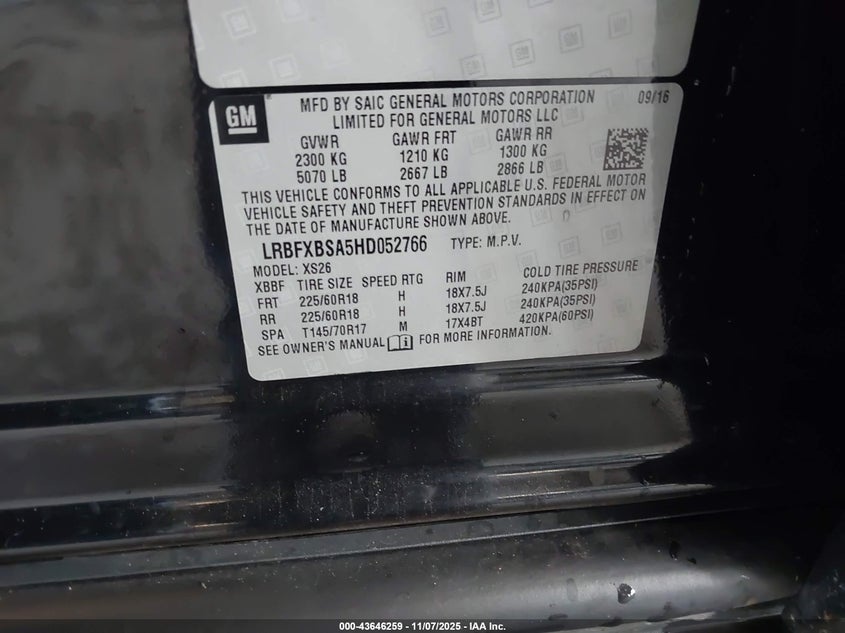 GM
MFD BY SAIC GENERAL MOTORS CORPORATION 09/16
LIMITED FOR GENERAL MOTORS LLC
GVWR GAWR FRT GAWR RR
2300 KG 1210 KG 1300 KG
5070 LB 2667 LB 2866 LB
THIS VEHICLE CONFORMS TO ALL APPLICABLE U.S. FEDERAL MOTOR
VEHICLE SAFETY AND THEFT PREVENTION STANDARDS IN EFFECT ON
THE DATE OF MANUFACTURE SHOWN ABOVE.
LRBFXBSA5HD052766 TYPE: M.P.V.
MODEL: XS26
XBBF TIRE SIZE SPEED RTG RIM COLD TIRE PRESSURE
FRT 225/60R18 H 18X7.5J 240KPA(35PSI)
RR 225/60R18 H 18X7.5J 240KPA(35PSI)
SPA T145/70R17 M 17X4BT 420KPA(60PSI)
SEE OWNER'S MANUAL FOR MORE INFORMATION.
000-43646259 - 11/07/2025 - IAA Inc.